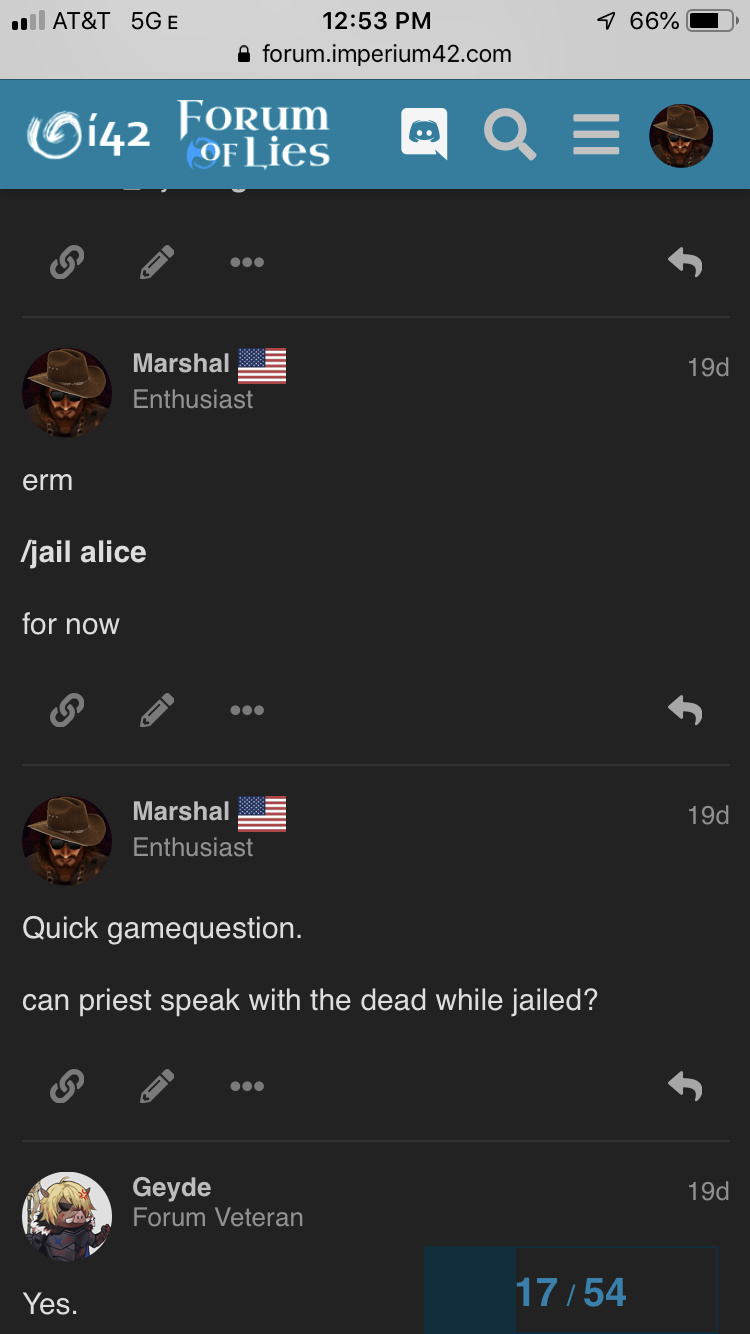 AT&T 5G E 12:53 PM 66%
forum.imperium42.com
i42 FORUM OF LIES
Marshal 19d
Enthusiast
erm
/jail alice
for now
Marshal 19d
Enthusiast
Quick gamequestion.
can priest speak with the dead while jailed?
Geyde 19d
Forum Veteran
17 / 54
Yes.